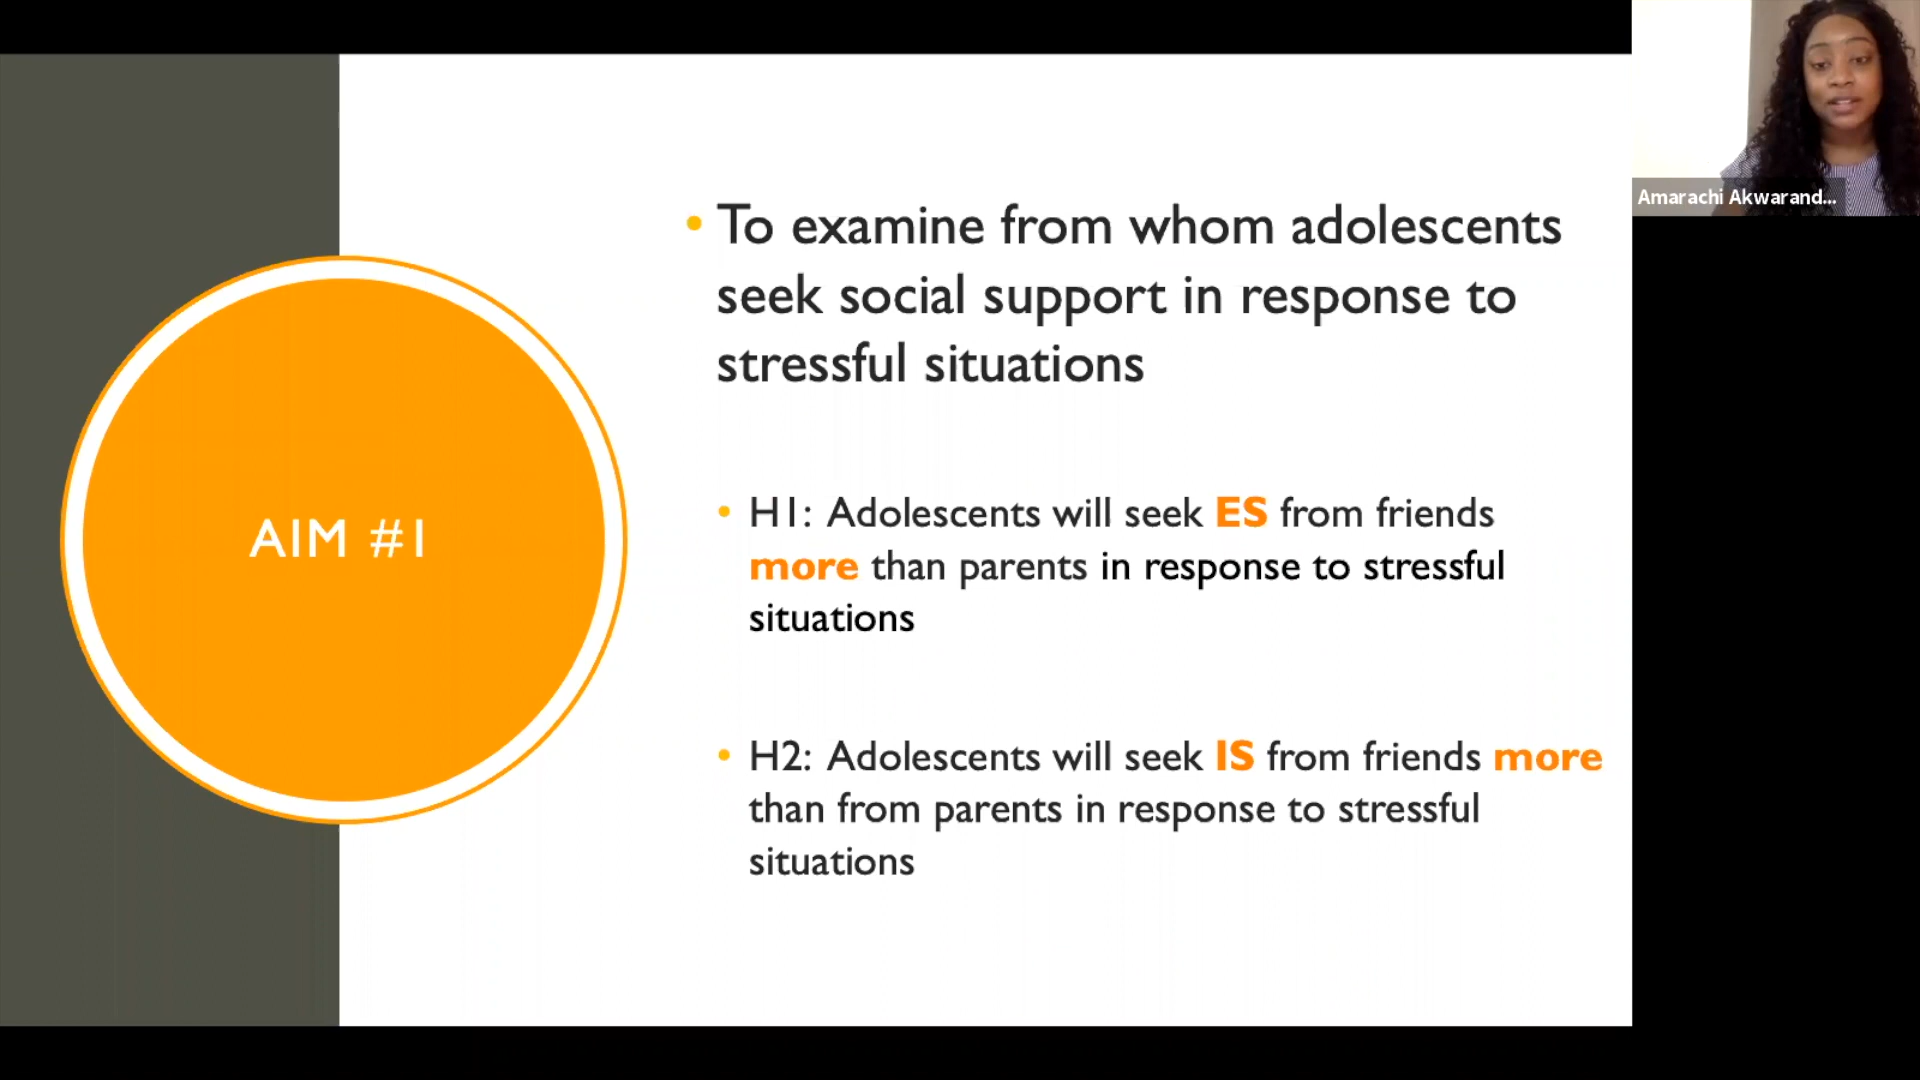 AIM #1
• To examine from whom adolescents
seek social support in response to
stressful situations
• H1: Adolescents will seek ES from friends
more than parents in response to stressful
situations
• H2: Adolescents will seek IS from friends more
than from parents in response to stressful
situations
Amarachi Akwarand...